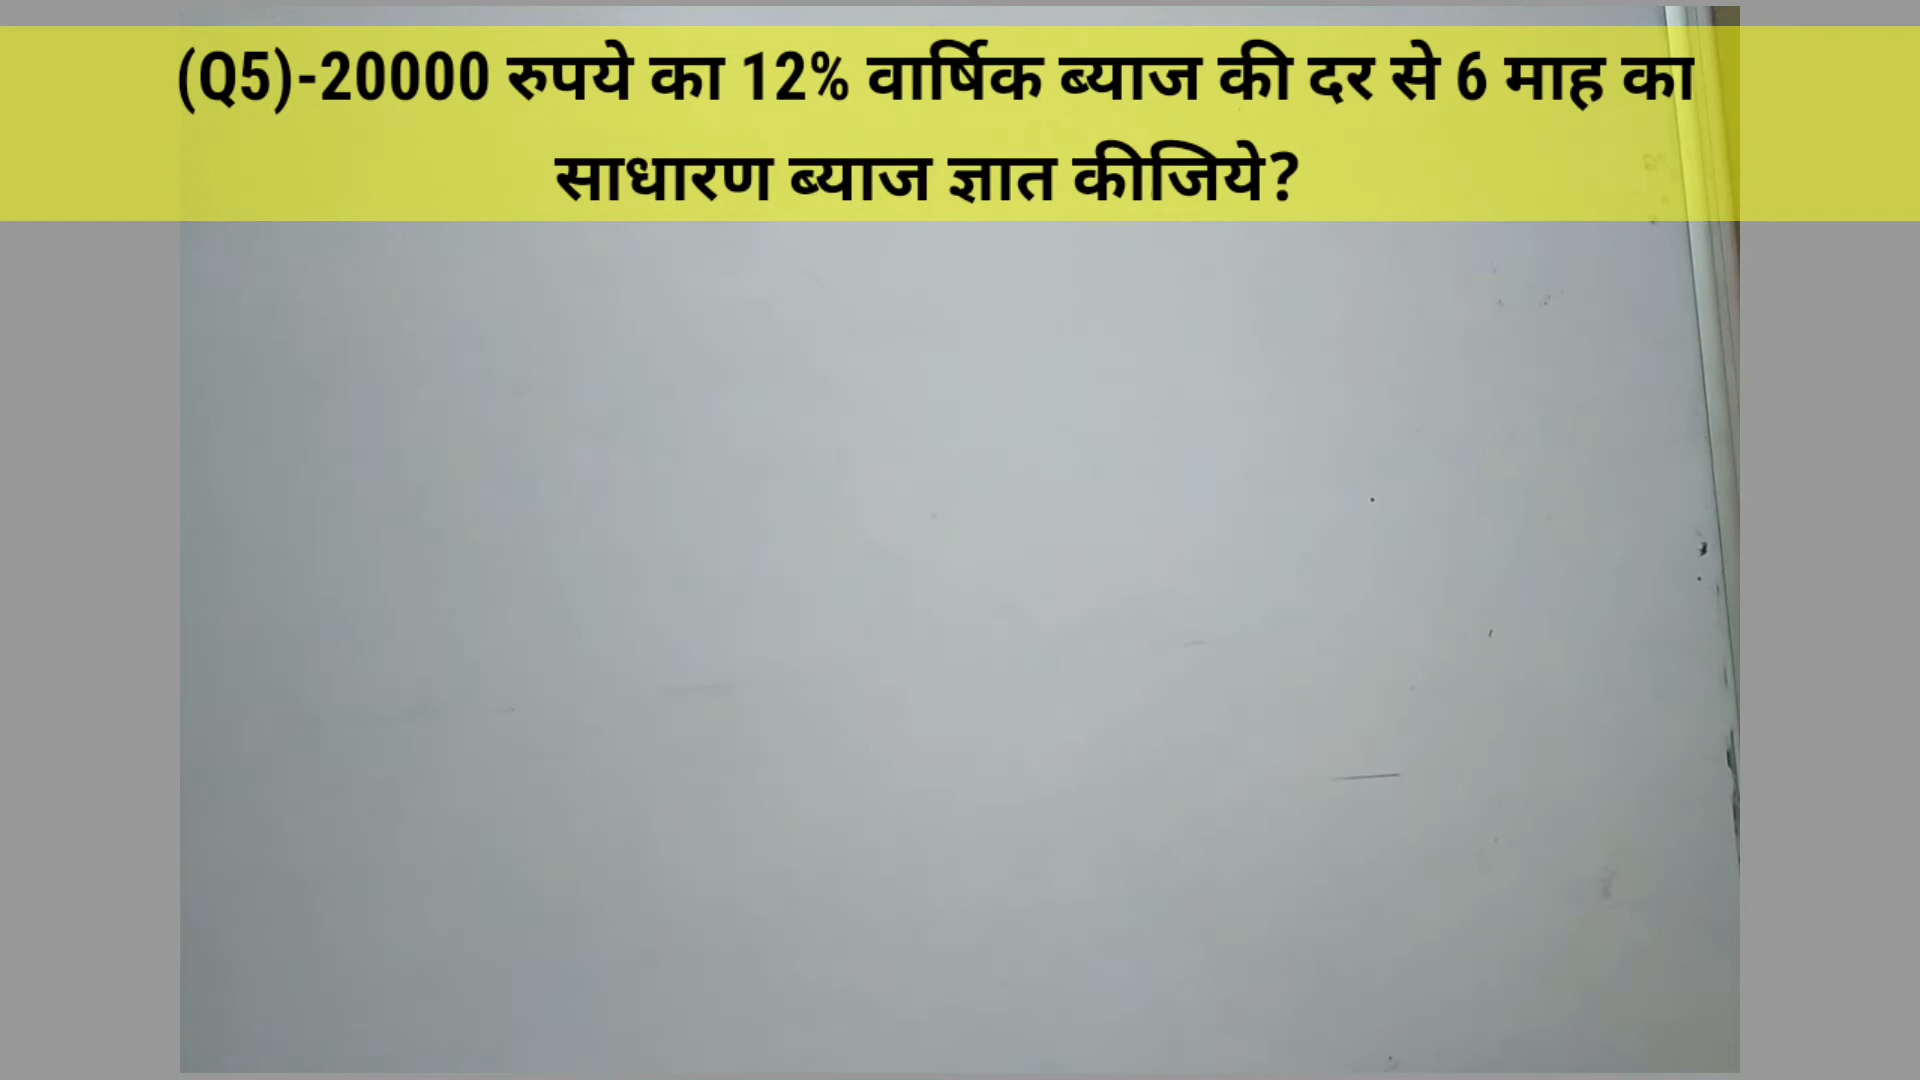 (Q5)-20000 रुपये का 12% वार्षिक ब्याज की दर से 6 माह का
साधारण ब्याज ज्ञात कीजिये?